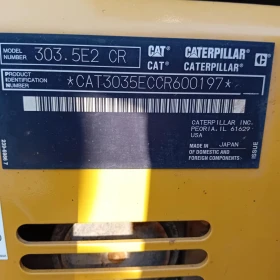 MODEL 303.5E2 CR CAT CATERPILLAR
CAT CATERPILLAR
PRODUCT IDENTIFICATION NUMBER
*CAT3035ECCR600197*
CATERPILLAR INC.
PEORIA, IL 61629
USA
MADE IN JAPAN
OF DOMESTIC AND
FOREIGN COMPONENTS
ISSUE